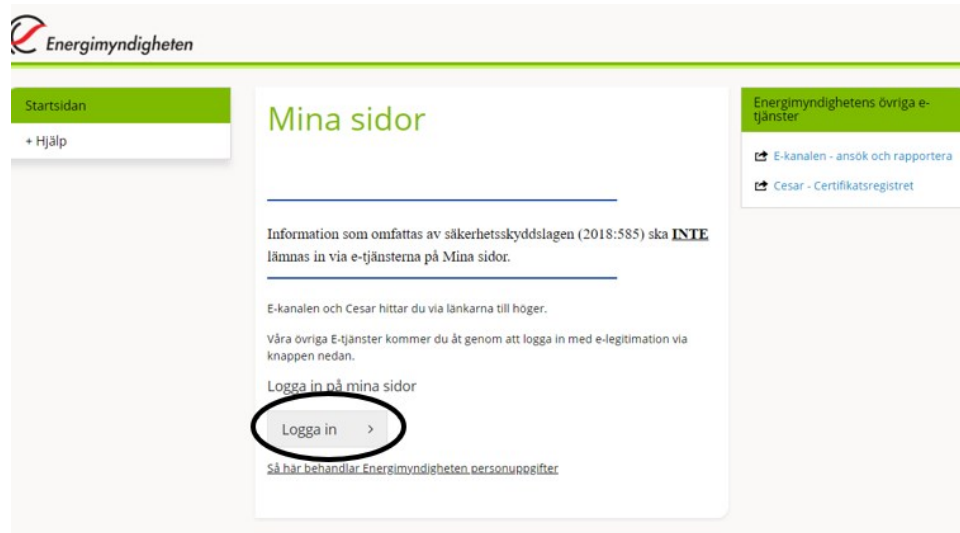 Energimyndigheten
Startsidan
+ Hjälp
Mina sidor
Information som omfattas av säkerhetsskyddslagen (2018:585) ska INTE
lämnas in via e-tjänsterna på Mina sidor.
E-kanalen och Cesar hittar du via länkarna till höger.
Våra övriga E-tjänster kommer du åt genom att logga in med e-legitimation via
knappen nedan.
Logga in på mina sidor
Logga in >
Så här behandlar Energimyndigheten personuppgifter
Energimyndighetens övriga e-
tjänster
E-kanalen - ansök och rapportera
Cesar - Certifikatsregistret